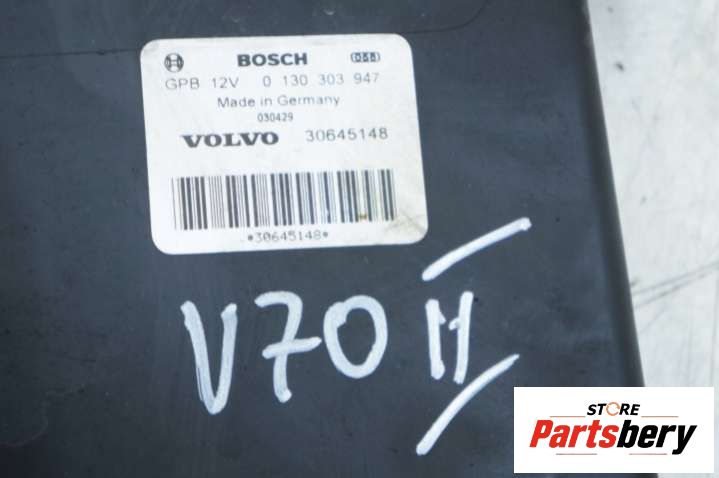 BOSCH
GPB 12V 0 130 303 947
Made in Germany
030429
VOLVO 30645148
*30645148*
V70 II
STORE
Partsbery